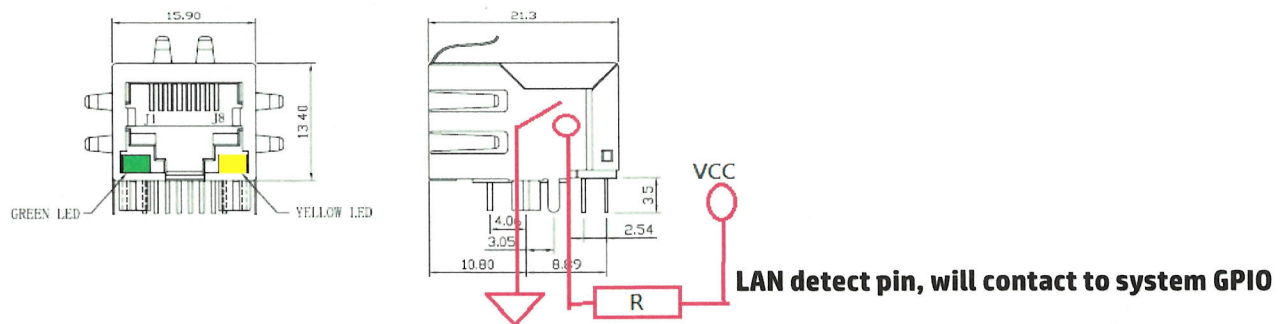 15.90
21.3
J1
J8
13.40
GREEN LED
YELLOW LED
VCC
3.5
4.06
2.54
3.05
10.80
8.89
R
LAN detect pin, will contact to system GPIO